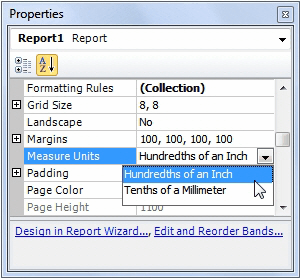 Properties
Report1 Report
Formatting Rules (Collection)
Grid Size 8, 8
Landscape No
Margins 100, 100, 100, 100
Measure Units Hundredths of an Inch
Padding Hundredths of an Inch
Page Color Tenths of a Millimeter
Page Height 1100
Design in Report Wizard..., Edit and Reorder Bands...